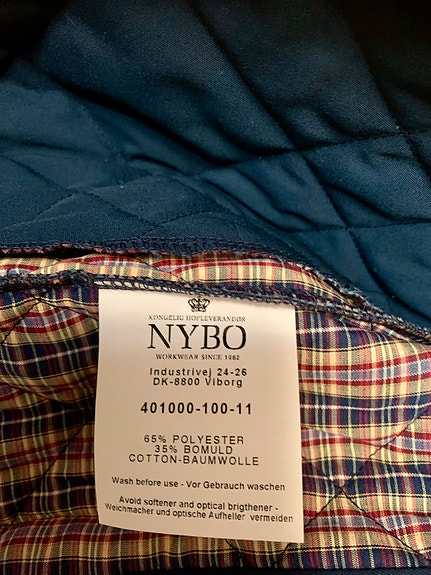 KONGELIG HOFLEVERANDØR
NYBO
WORKWEAR SINCE 1982
Industrivej 24-26
DK-8800 Viborg
401000-100-11
65% POLYESTER
35% BOMULD
COTTON-BAUMWOLLE
Wash before use - Vor Gebrauch waschen
Avoid softener and optical brigthener -
Weichmacher und optische Aufheller vermeiden